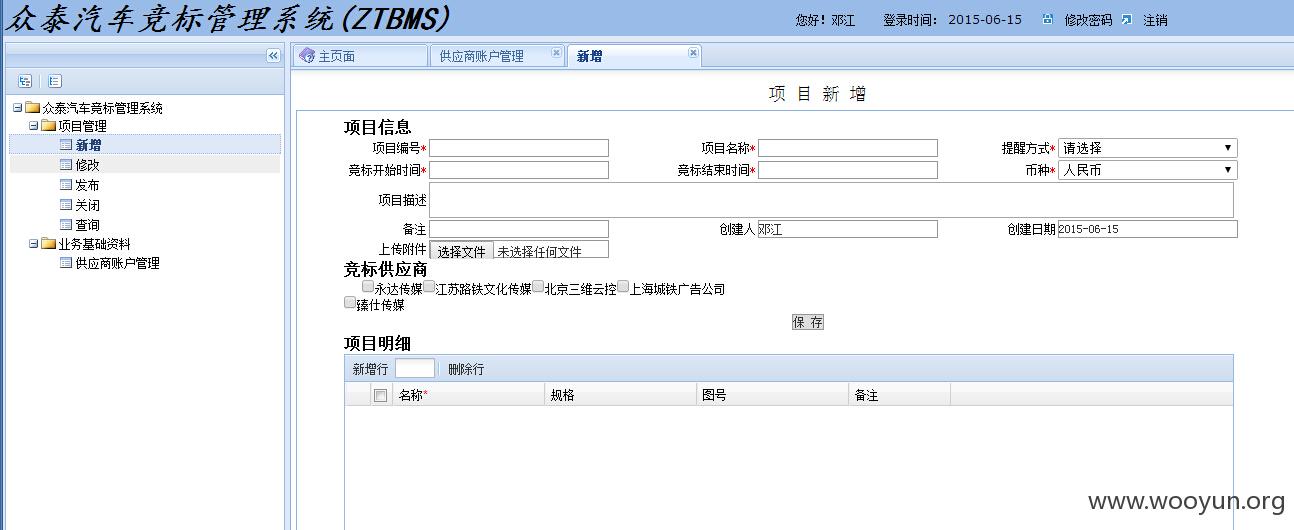 众泰汽车竞标管理系统(ZTBMS)
您好！邓江 登录时间： 2015-06-15 修改密码 注销
主页面 供应商账户管理 新增
众泰汽车竞标管理系统
项目管理
新增
修改
发布
关闭
查询
业务基础资料
供应商账户管理
项 目 新 增
项目信息
项目编号* 项目名称* 提醒方式* 请选择
竞标开始时间* 竞标结束时间* 币种* 人民币
项目描述
备注 创建人 邓江 创建日期 2015-06-15
上传附件 选择文件 未选择任何文件
竞标供应商
永达传媒 江苏路铁文化传媒 北京三维云控 上海城铁广告公司
臻仕传媒
保 存
项目明细
新增行 删除行
名称* 规格 图号 备注
www.wooyun.org